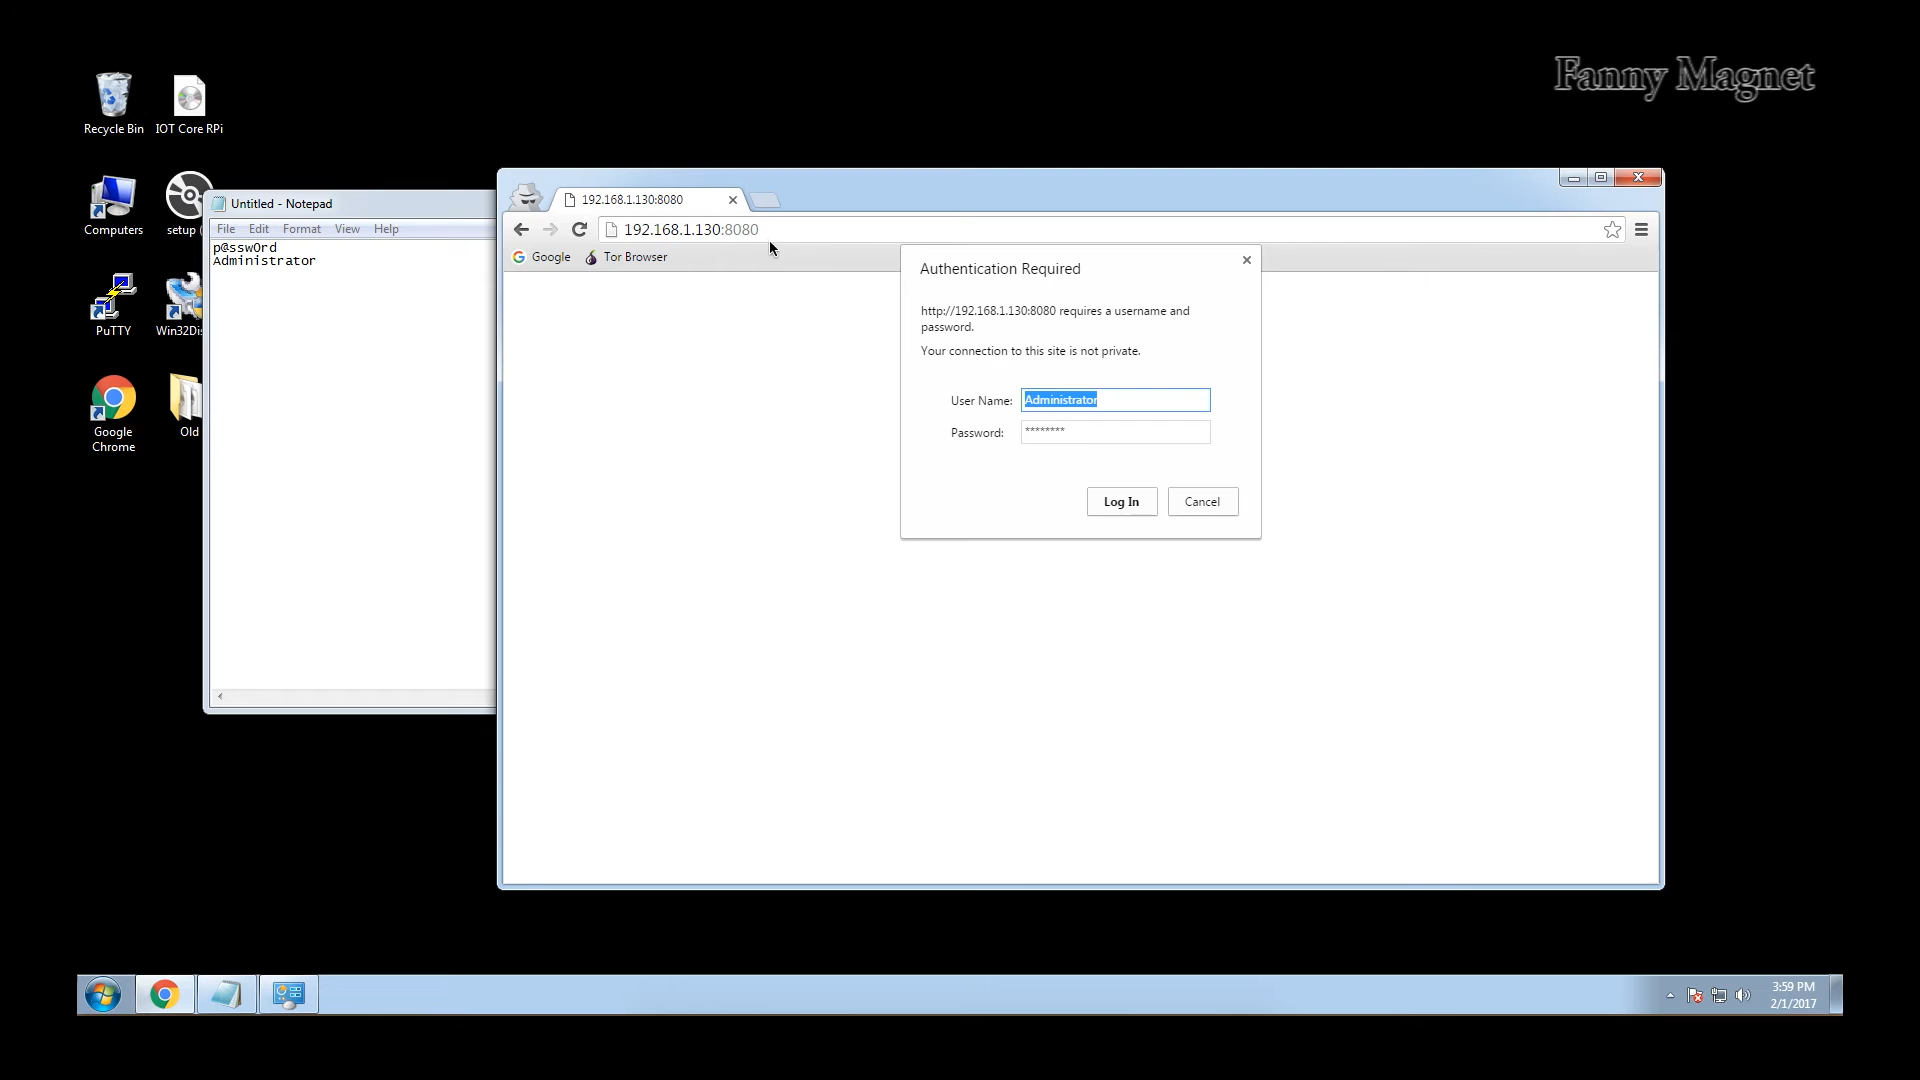 Fanny Magnet
Recycle Bin
IOT Core RPi
Computers
setup (
PuTTY
Win32Dis
Google
Chrome
Old
Untitled - Notepad
File Edit Format View Help
p@ssw0rd
Administrator
192.168.1.130:8080
192.168.1.130:8080
Google
Tor Browser
Authentication Required
http://192.168.1.130:8080 requires a username and
password.
Your connection to this site is not private.
User Name: Administrator
Password: ********
Log In
Cancel
3:59 PM
2/1/2017